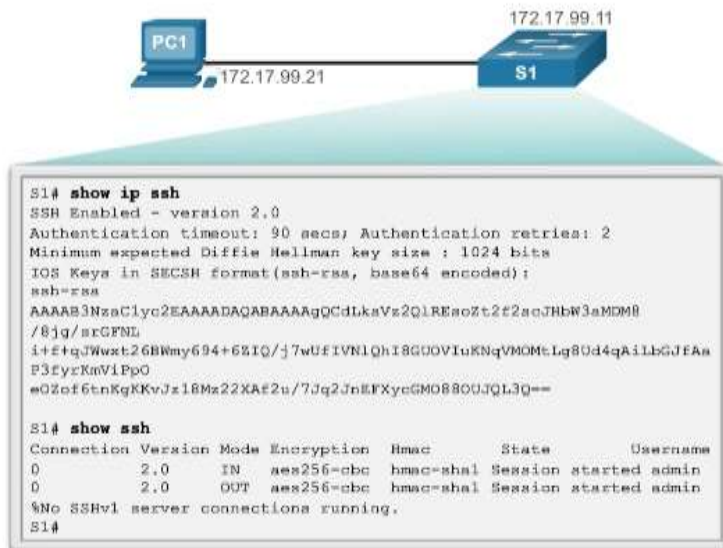 172.17.99.11
PC1
172.17.99.21
S1
S1# show ip ssh
SSH Enabled - version 2.0
Authentication timeout: 90 secs; Authentication retries: 2
Minimum expected Diffie Hellman key size : 1024 bits
IOS Keys in SECSH format(ssh-rsa, base64 encoded):
ssh-rsa
/8jg/srGFNL
P3fyrKmViPpO
S1# show ssh
Connection Version Mode Encryption Hmac State Username
0 2.0 IN aes256-cbc hmac-sha1 Session started admin
0 2.0 OUT aes256-cbc hmac-sha1 Session started admin
%No SSHv1 server connections running.
S1#